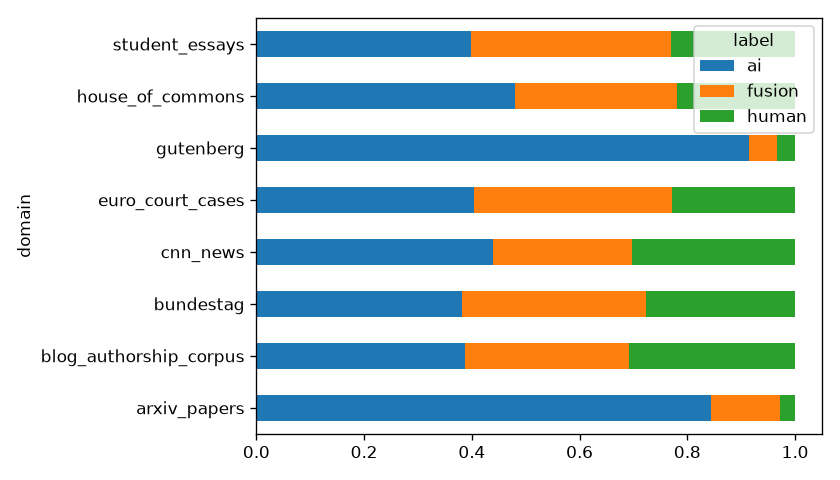 student_essays
house_of_commons
gutenberg
euro_court_cases
cnn_news
bundestag
blog_authorship_corpus
arxiv_papers
domain
0.0 0.2 0.4 0.6 0.8 1.0
label
ai
fusion
human